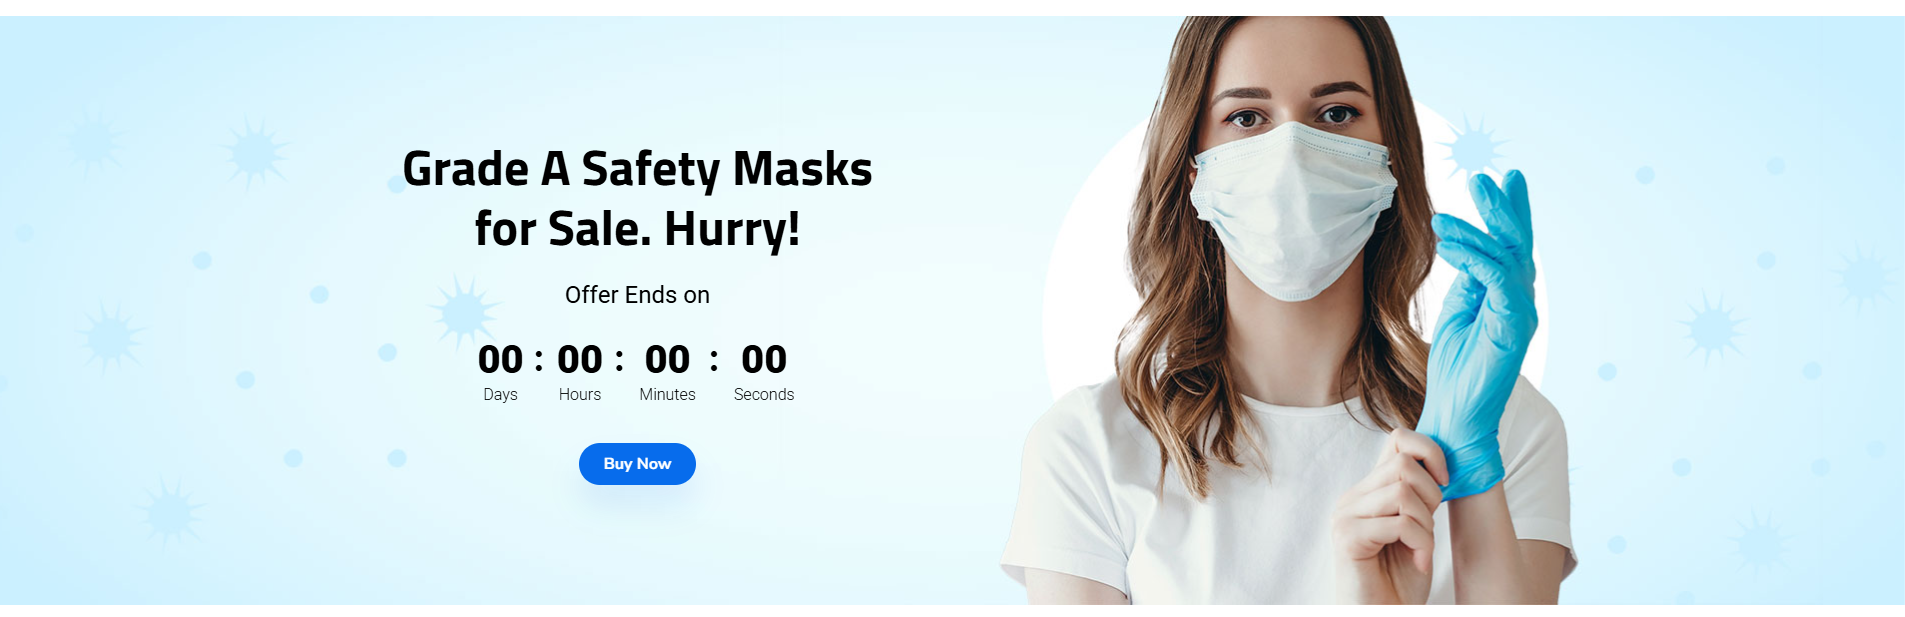 Grade A Safety Masks
for Sale. Hurry!
Offer Ends on
00 : 00 : 00 : 00
Days Hours Minutes Seconds
Buy Now